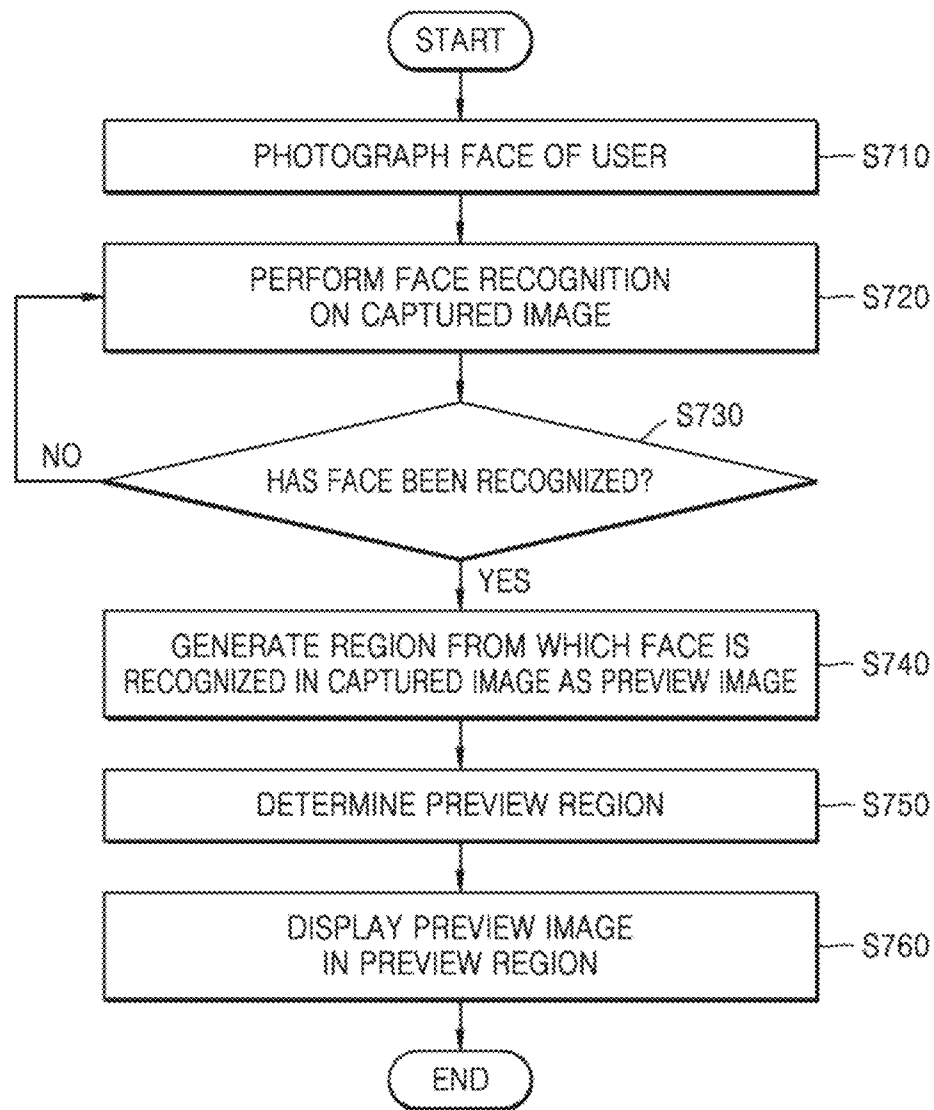 START
PHOTOGRAPH FACE OF USER
S710
PERFORM FACE RECOGNITION
ON CAPTURED IMAGE
S720
S730
HAS FACE BEEN RECOGNIZED?
NO
YES
GENERATE REGION FROM WHICH FACE IS
RECOGNIZED IN CAPTURED IMAGE AS PREVIEW IMAGE
S740
DETERMINE PREVIEW REGION
S750
DISPLAY PREVIEW IMAGE
IN PREVIEW REGION
S760
END